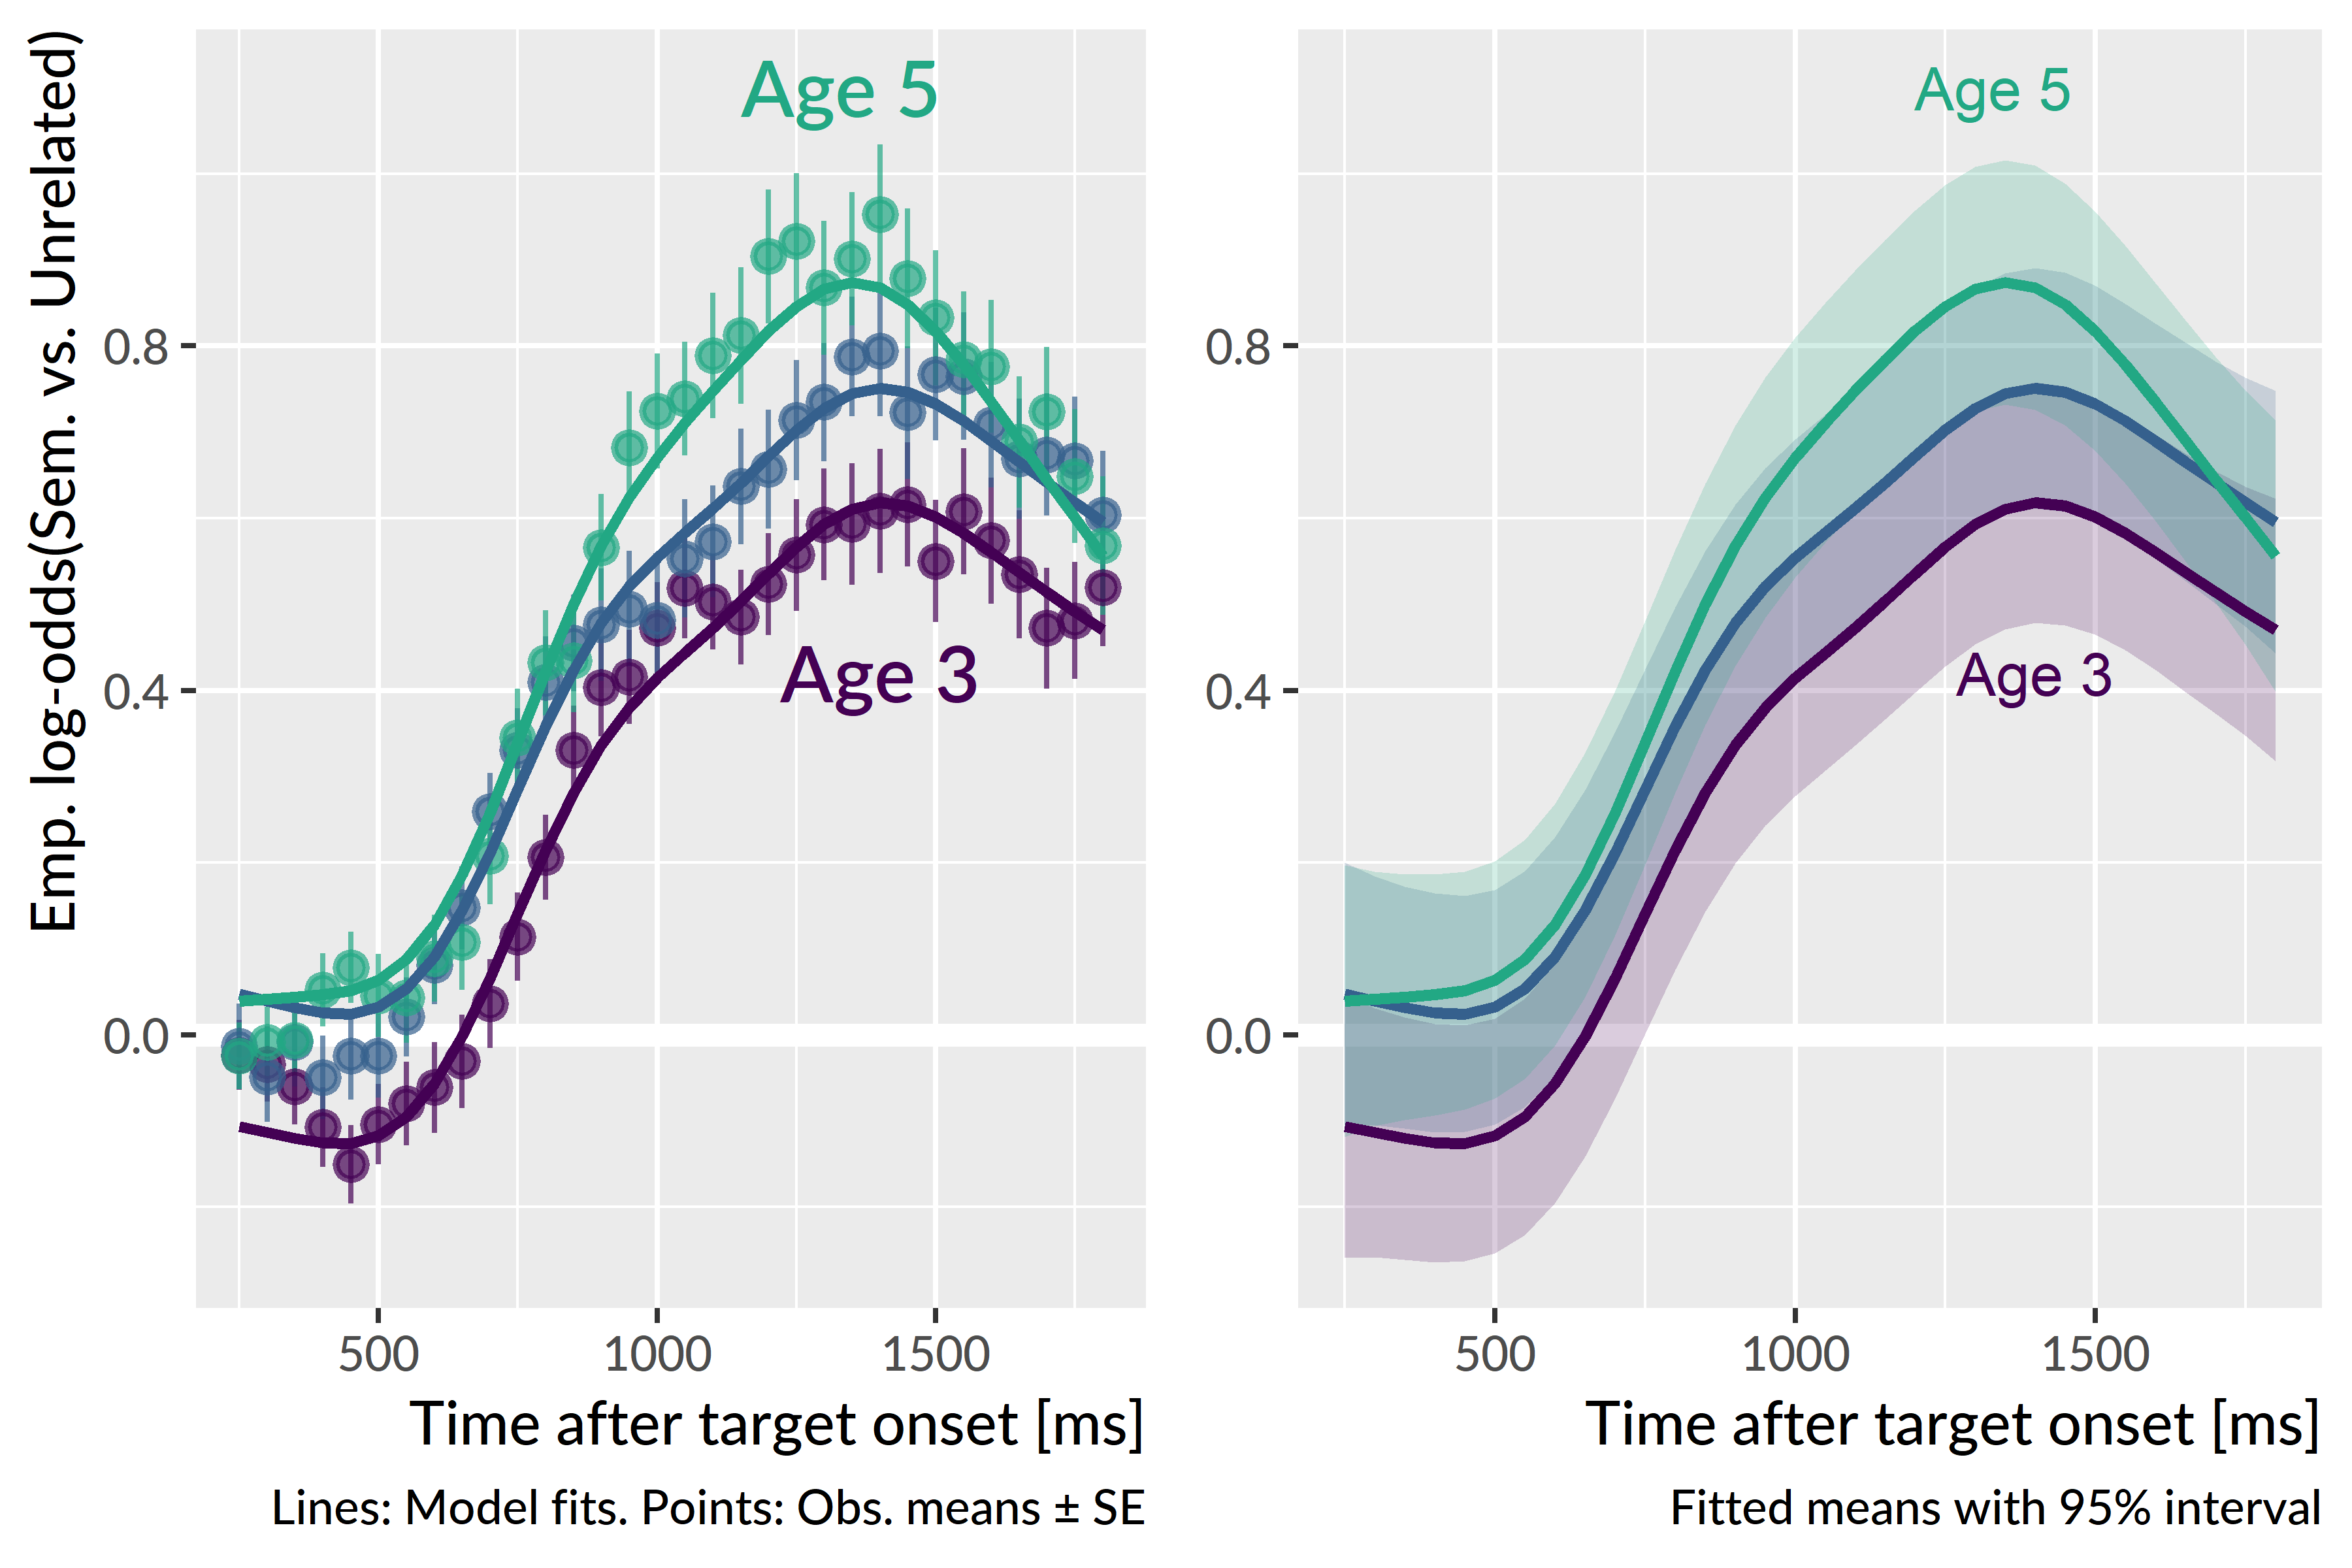 Emp. log-odds(Sem. vs. Unrelated)
0.8
0.4
0.0
Age 5
Age 3
500 1000 1500
Time after target onset [ms]
Lines: Model fits. Points: Obs. means ± SE
0.8
0.4
0.0
Age 5
Age 3
500 1000 1500
Time after target onset [ms]
Fitted means with 95% interval